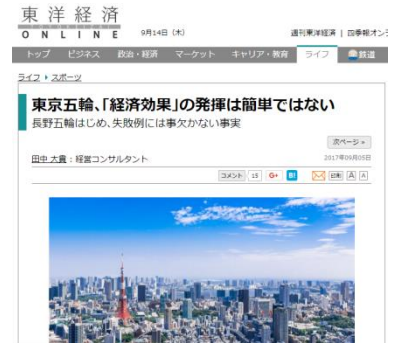 東洋経済
ONLINE
9月14日（木）
週刊東洋経済 | 四季報オンラ
トップ ビジネス 政治・経済 マーケット キャリア・教育 ライフ 鉄道
ライフ スポーツ
東京五輪、「経済効果」の発揮は簡単ではない
長野五輪はじめ、失敗例には事欠かない事実
次ページ »
田中 大貴：経営コンサルタント
2017年09月05日
コメント 15 G+ B! 印刷 A A